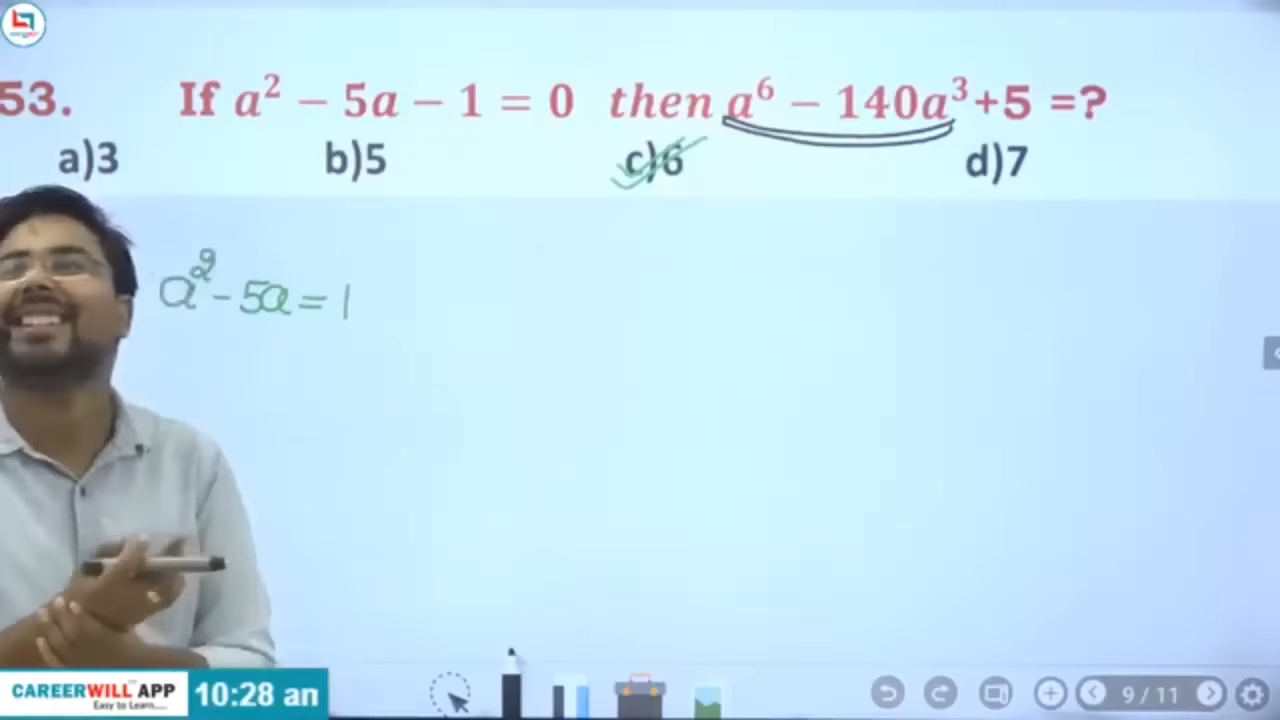 53. If a² − 5a − 1 = 0 then a⁶ − 140a³+5 =?
a)3 b)5 c)6 d)7
a² - 5a = 1
CAREERWILL APP
Easy to Learn.....
10:28 an
9 / 11